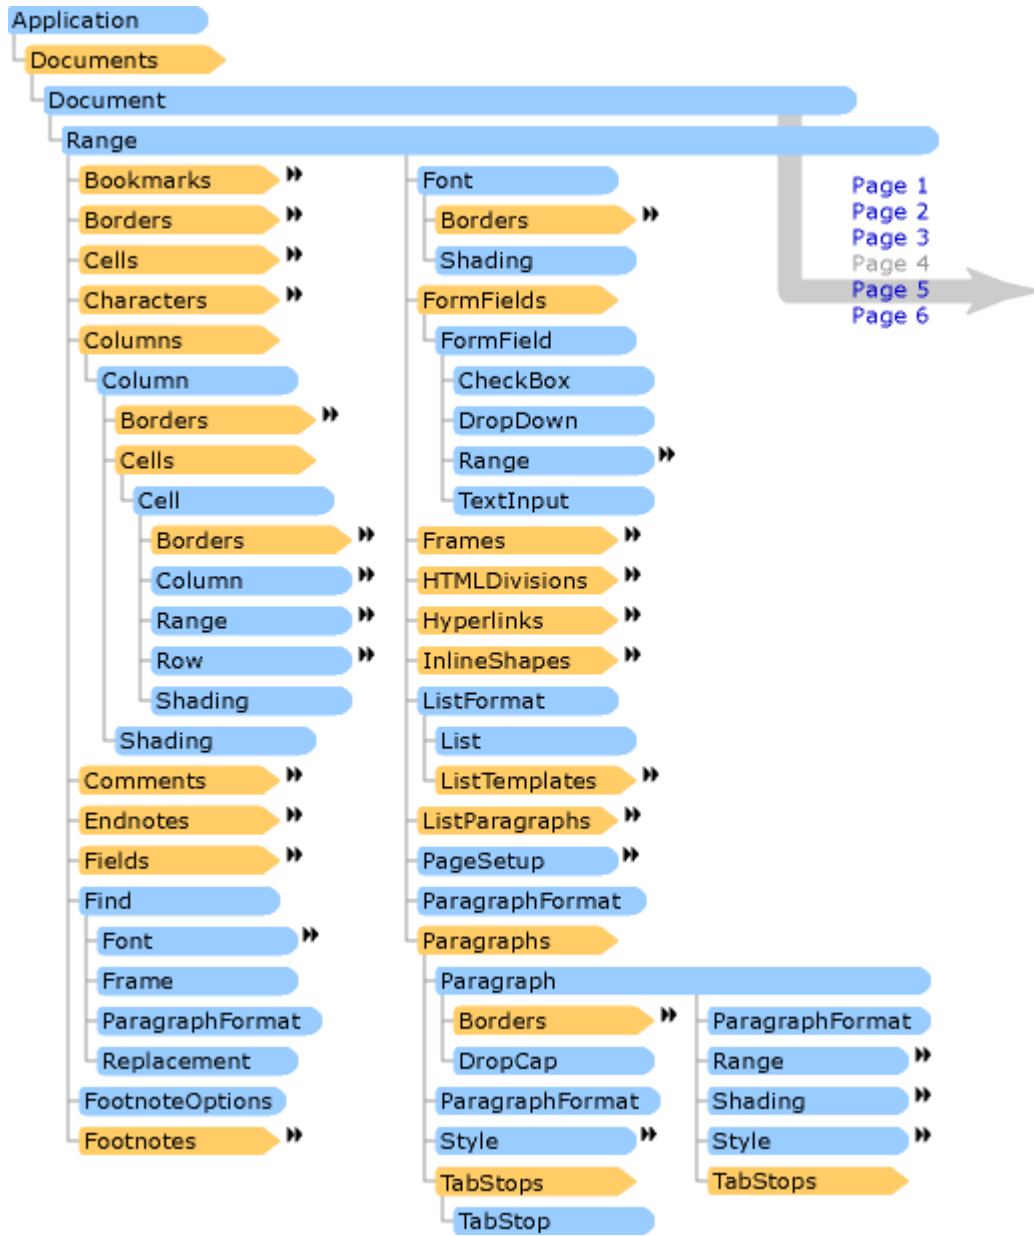 Application
Documents
Document
Range
Bookmarks
Borders
Cells
Characters
Columns
Column
Borders
Cells
Cell
Borders
Column
Range
Row
Shading
Shading
Comments
Endnotes
Fields
Find
Font
Frame
ParagraphFormat
Replacement
FootnoteOptions
Footnotes
Font
Borders
Shading
FormFields
FormField
CheckBox
DropDown
Range
TextInput
Frames
HTMLDivisions
Hyperlinks
InlineShapes
ListFormat
List
ListTemplates
ListParagraphs
PageSetup
ParagraphFormat
Paragraphs
Paragraph
Borders
DropCap
ParagraphFormat
Style
TabStops
TabStop
ParagraphFormat
Range
Shading
Style
TabStops
Page 1
Page 2
Page 3
Page 4
Page 5
Page 6